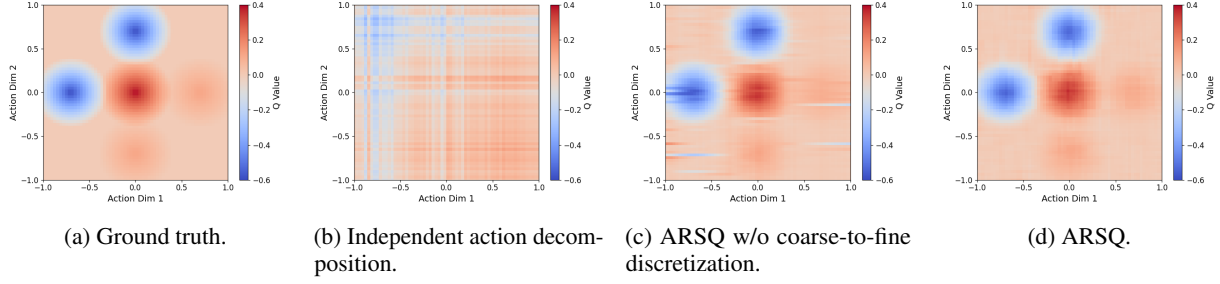 1.0
0.5
0.0
−0.5
−1.0
−1.0 −0.5 0.0 0.5 1.0
Action Dim 1
Action Dim 2
0.4
0.2
0.0
−0.2
−0.4
−0.6
Q Value
(a) Ground truth.
1.0
0.5
0.0
−0.5
−1.0
−1.0 −0.5 0.0 0.5 1.0
Action Dim 1
Action Dim 2
0.4
0.2
0.0
−0.2
−0.4
−0.6
Q Value
(b) Independent action decom-
position.
1.0
0.5
0.0
−0.5
−1.0
−1.0 −0.5 0.0 0.5 1.0
Action Dim 1
Action Dim 2
0.4
0.2
0.0
−0.2
−0.4
−0.6
Q Value
(c) ARSQ w/o coarse-to-fine
discretization.
1.0
0.5
0.0
−0.5
−1.0
−1.0 −0.5 0.0 0.5 1.0
Action Dim 1
Action Dim 2
0.4
0.2
0.0
−0.2
−0.4
−0.6
Q Value
(d) ARSQ.